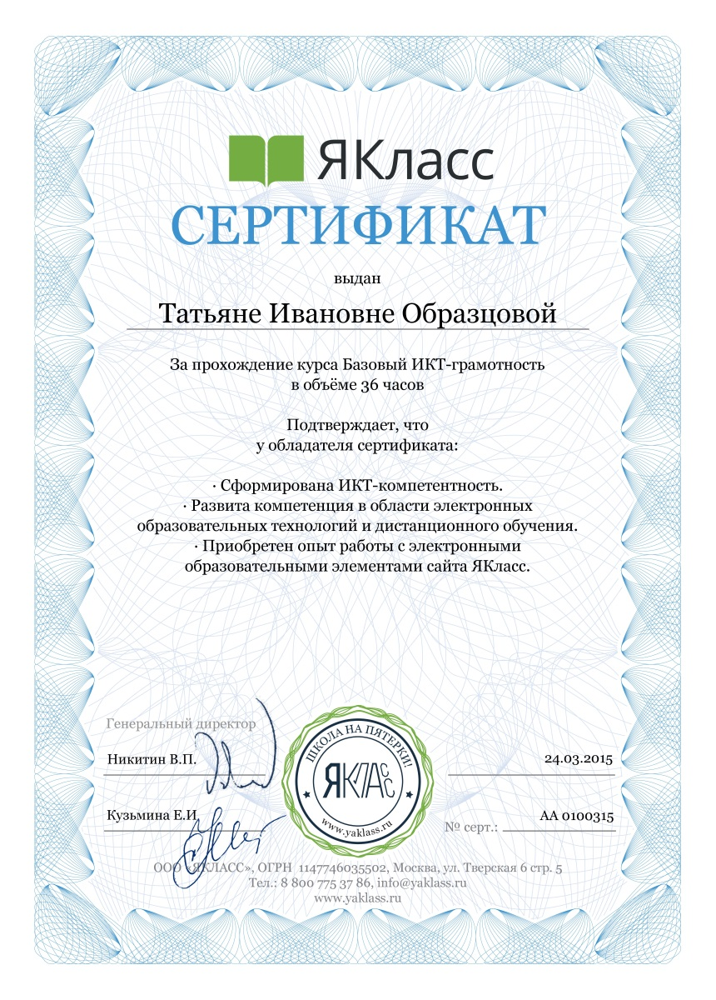 ЯКласс
СЕРТИФИКАТ
выдан
Татьяне Ивановне Образцовой
За прохождение курса Базовый ИКТ-грамотность
в объёме 36 часов
Подтверждает, что
у обладателя сертификата:
· Сформирована ИКТ-компетентность.
· Развита компетенция в области электронных
образовательных технологий и дистанционного обучения.
· Приобретен опыт работы с электронными
образовательными элементами сайта ЯКласс.
Генеральный директор
Никитин В.П.
ШКОЛА НА ПЯТЕРКИ!
ЯКЛАСС
www.yaklass.ru
24.03.2015
Кузьмина Е.И
№ серт.: АА 0100315
ООО «ЯКЛАСС», ОГРН 1147746035502, Москва, ул. Тверская 6 стр. 5
Тел.: 8 800 775 37 86, info@yaklass.ru
www.yaklass.ru